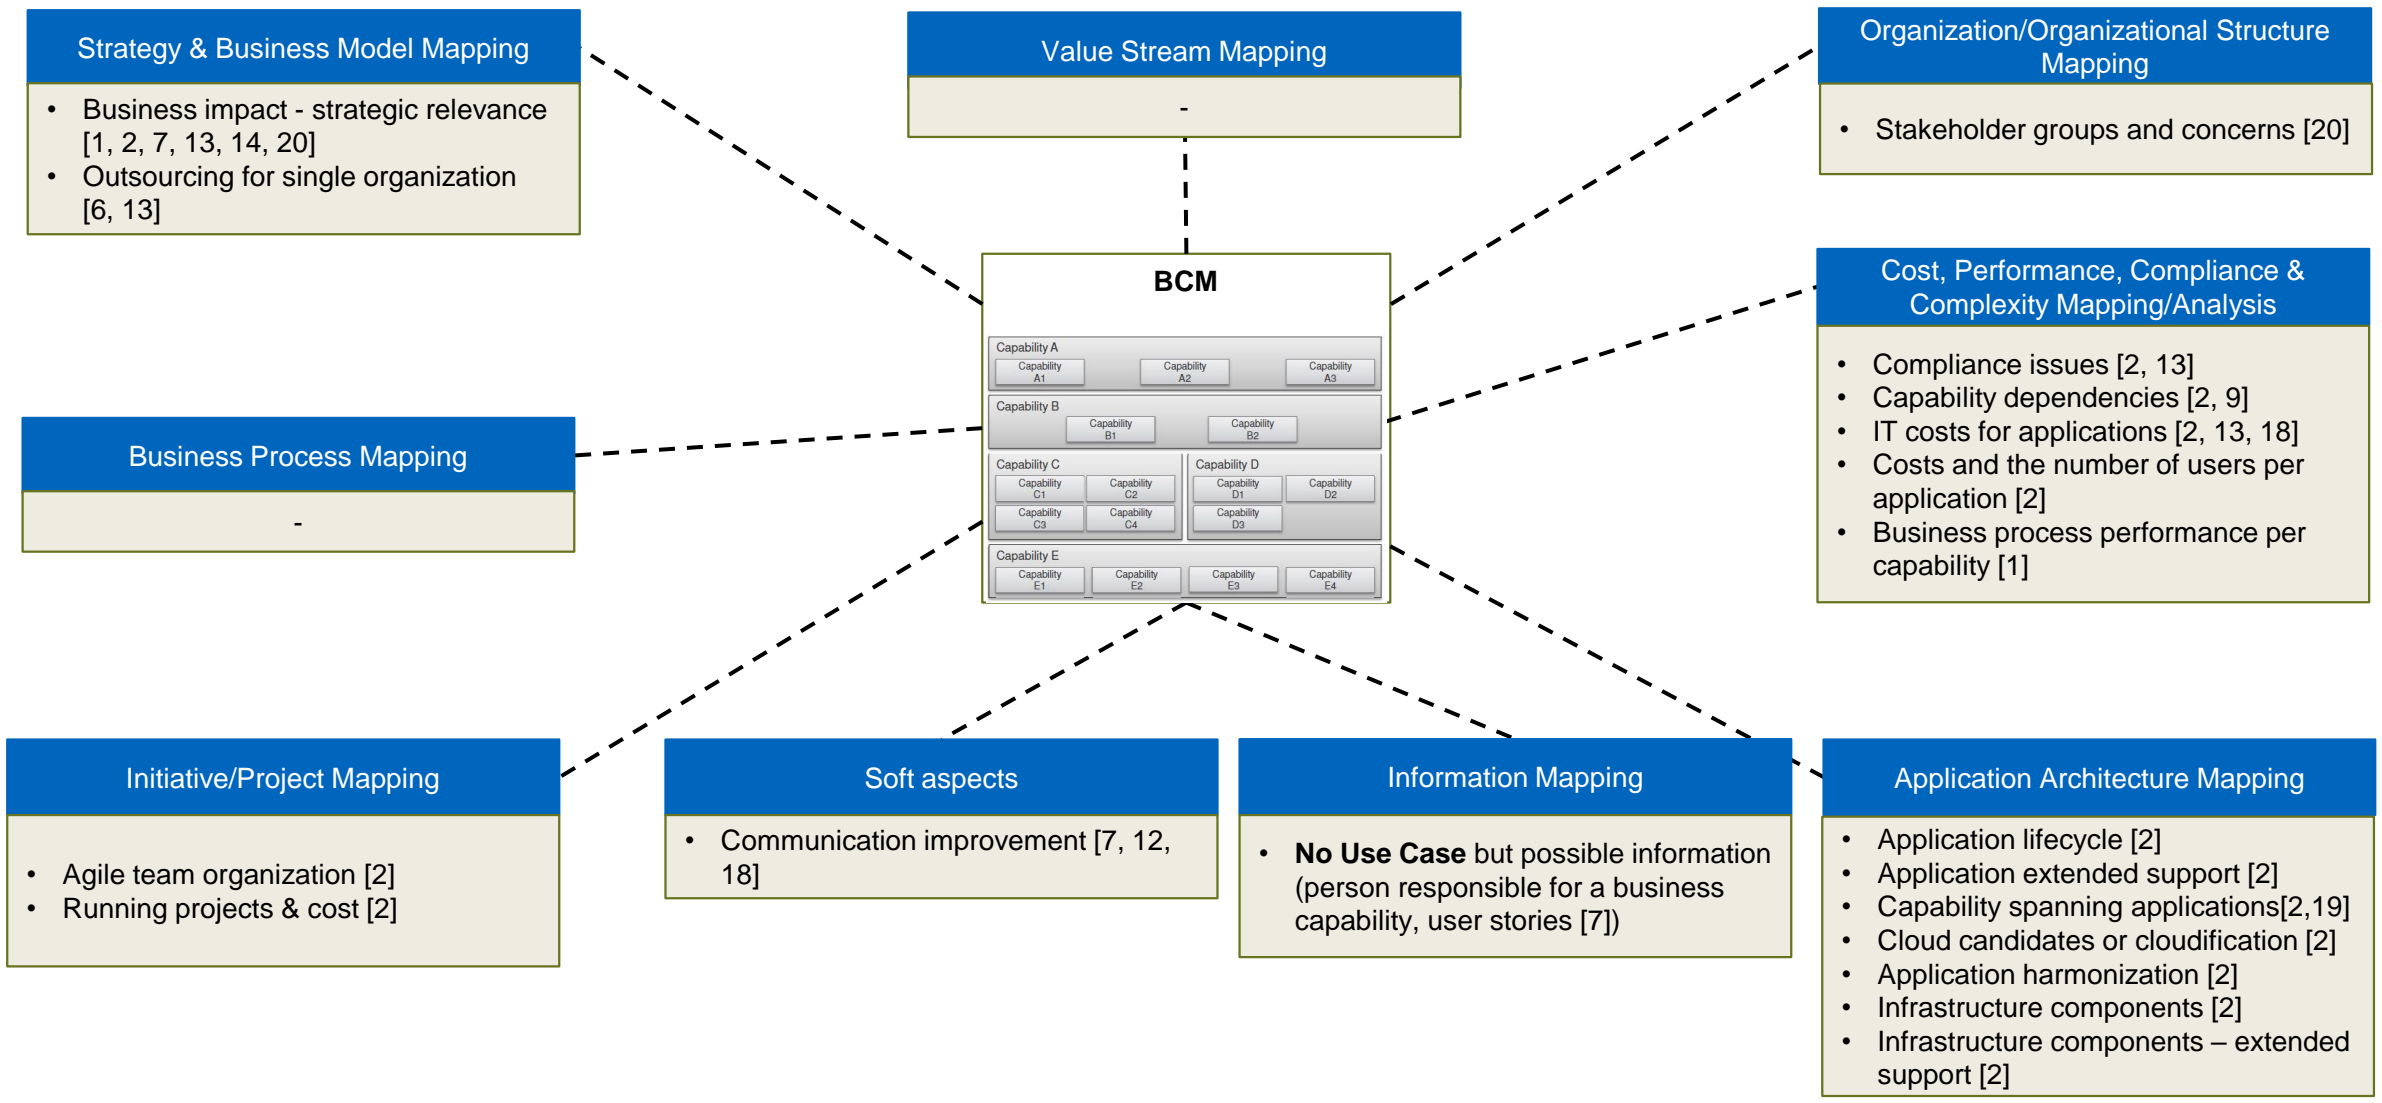 Strategy & Business Model Mapping
• Business impact - strategic relevance
[1, 2, 7, 13, 14, 20]
• Outsourcing for single organization
[6, 13]
Value Stream Mapping
-
Organization/Organizational Structure
Mapping
• Stakeholder groups and concerns [20]
Cost, Performance, Compliance &
Complexity Mapping/Analysis
• Compliance issues [2, 13]
• Capability dependencies [2, 9]
• IT costs for applications [2, 13, 18]
• Costs and the number of users per
application [2]
• Business process performance per
capability [1]
Business Process Mapping
-
BCM
Capability A
Capability
A1
Capability
A2
Capability
A3
Capability B
Capability
B1
Capability
B2
Capability C
Capability
C1
Capability
C2
Capability
C3
Capability
C4
Capability D
Capability
D1
Capability
D2
Capability
D3
Capability E
Capability
E1
Capability
E2
Capability
E3
Capability
E4
Initiative/Project Mapping
• Agile team organization [2]
• Running projects & cost [2]
Soft aspects
• Communication improvement [7, 12,
18]
Information Mapping
• No Use Case but possible information
(person responsible for a business
capability, user stories [7])
Application Architecture Mapping
• Application lifecycle [2]
• Application extended support [2]
• Capability spanning applications[2,19]
• Cloud candidates or cloudification [2]
• Application harmonization [2]
• Infrastructure components [2]
• Infrastructure components – extended
support [2]